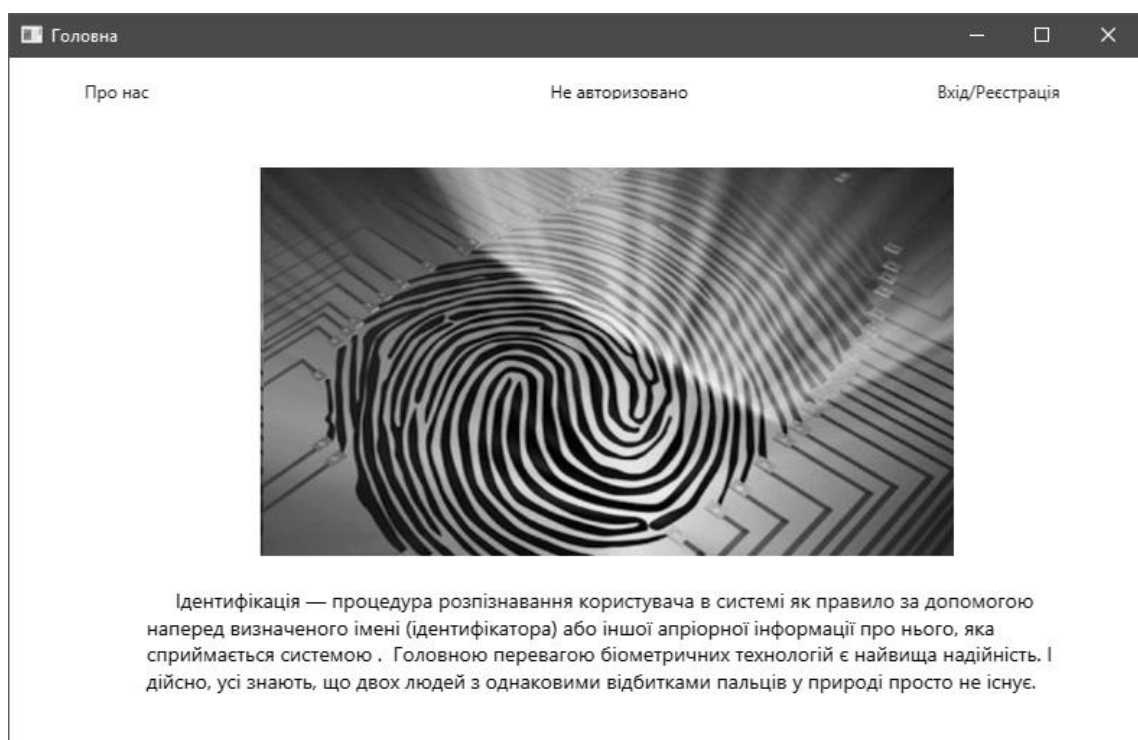 Головна
Про нас
Не авторизовано
Вхід/Реєстрація
Ідентифікація — процедура розпізнавання користувача в системі як правило за допомогою
наперед визначеного імені (ідентифікатора) або іншої апріорної інформації про нього, яка
сприймається системою .  Головною перевагою біометричних технологій є найвища надійність. І
дійсно, усі знають, що двох людей з однаковими відбитками пальців у природі просто не існує.